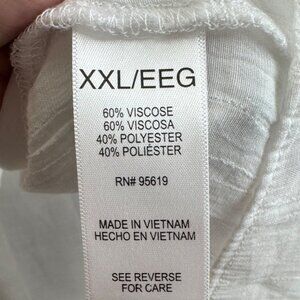 XXL/EEG
60% VISCOSE
60% VISCOSA
40% POLYESTER
40% POLIÉSTER
RN# 95619
MADE IN VIETNAM
HECHO EN VIETNAM
SEE REVERSE
FOR CARE